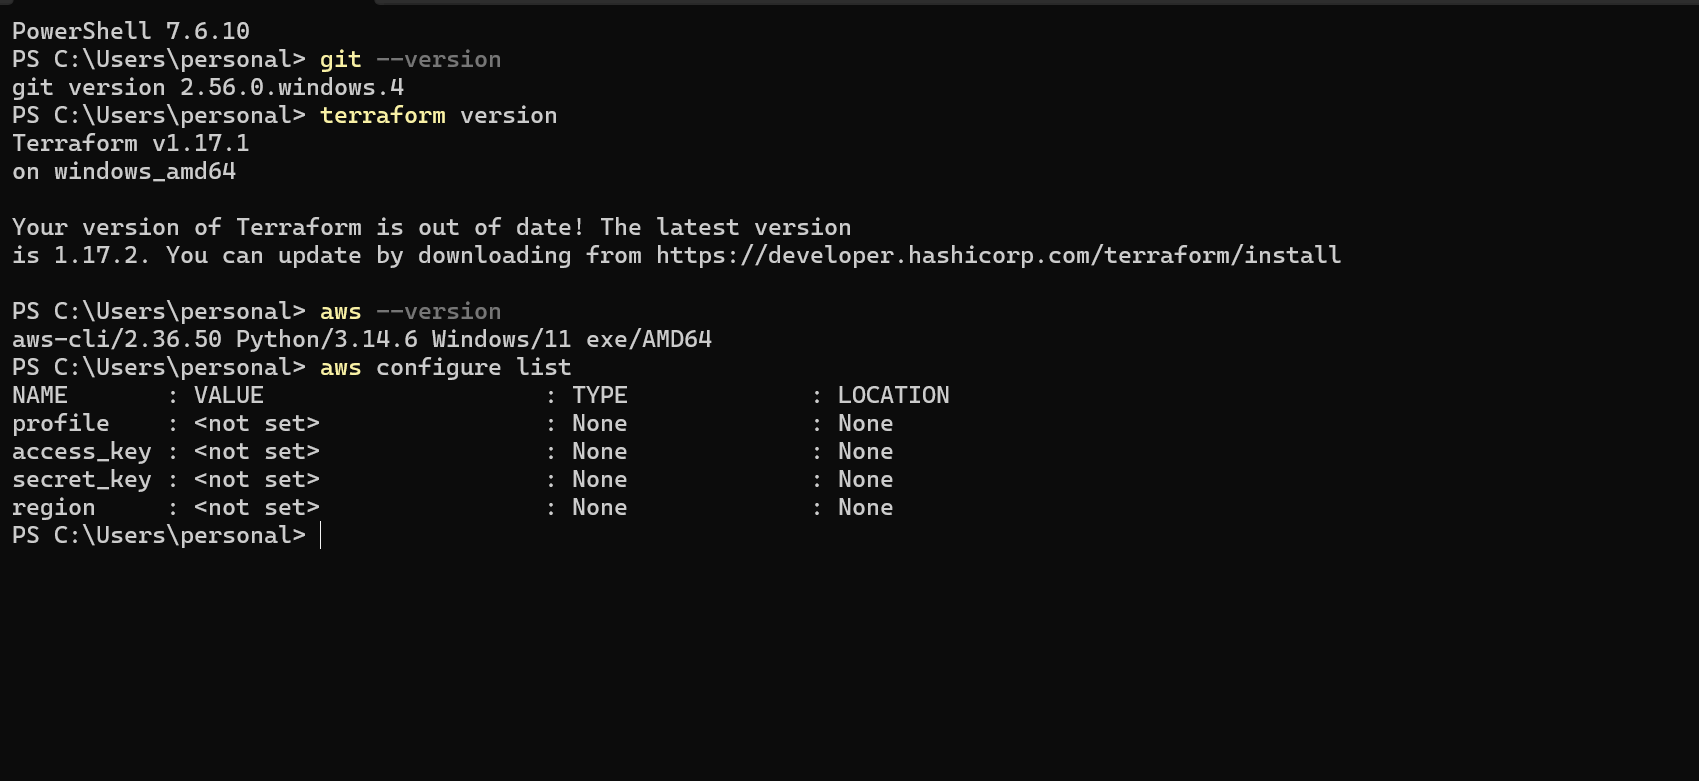 PowerShell 7.6.10
PS C:\Users\personal> git --version
git version 2.56.0.windows.4
PS C:\Users\personal> terraform version
Terraform v1.17.1
on windows_amd64

Your version of Terraform is out of date! The latest version
is 1.17.2. You can update by downloading from https://developer.hashicorp.com/terraform/install

PS C:\Users\personal> aws --version
aws-cli/2.36.50 Python/3.14.6 Windows/11 exe/AMD64
PS C:\Users\personal> aws configure list
NAME       : VALUE                    : TYPE             : LOCATION
profile    : <not set>                : None             : None
access_key : <not set>                : None             : None
secret_key : <not set>                : None             : None
region     : <not set>                : None             : None
PS C:\Users\personal>